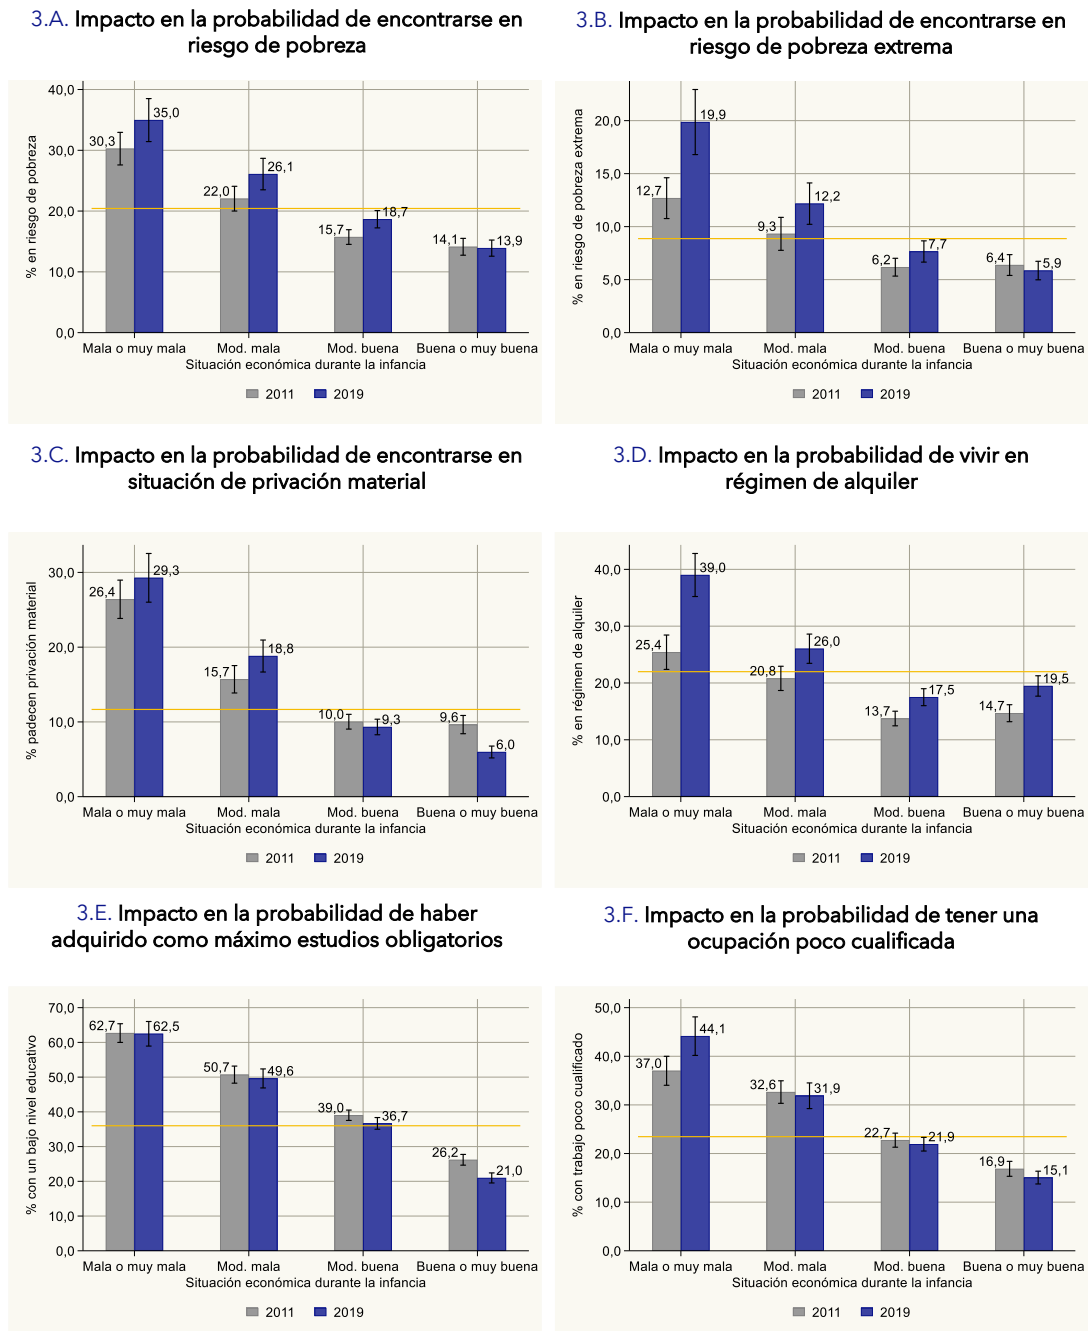 3.A. Impacto en la probabilidad de encontrarse en
riesgo de pobreza
40,0
30,0
20,0
10,0
0,0
% en riesgo de pobreza
30,3
35,0
22,0
26,1
15,7
18,7
14,1
13,9
Mala o muy mala
Mod. mala
Mod. buena
Buena o muy buena
Situación económica durante la infancia
2011
2019
3.B. Impacto en la probabilidad de encontrarse en
riesgo de pobreza extrema
20,0
15,0
10,0
5,0
0,0
% en riesgo de pobreza extrema
12,7
19,9
9,3
12,2
6,2
7,7
6,4
5,9
Mala o muy mala
Mod. mala
Mod. buena
Buena o muy buena
Situación económica durante la infancia
2011
2019
3.C. Impacto en la probabilidad de encontrarse en
situación de privación material
30,0
20,0
10,0
0,0
% padecen privación material
26,4
29,3
15,7
18,8
10,0
9,3
9,6
6,0
Mala o muy mala
Mod. mala
Mod. buena
Buena o muy buena
Situación económica durante la infancia
2011
2019
3.D. Impacto en la probabilidad de vivir en
régimen de alquiler
40,0
30,0
20,0
10,0
0,0
% en régimen de alquiler
25,4
39,0
20,8
26,0
13,7
17,5
14,7
19,5
Mala o muy mala
Mod. mala
Mod. buena
Buena o muy buena
Situación económica durante la infancia
2011
2019
3.E. Impacto en la probabilidad de haber
adquirido como máximo estudios obligatorios
70,0
60,0
50,0
40,0
30,0
20,0
10,0
0,0
% con un bajo nivel educativo
62,7
62,5
50,7
49,6
39,0
36,7
26,2
21,0
Mala o muy mala
Mod. mala
Mod. buena
Buena o muy buena
Situación económica durante la infancia
2011
2019
3.F. Impacto en la probabilidad de tener una
ocupación poco cualificada
50,0
40,0
30,0
20,0
10,0
0,0
% con trabajo poco cualificado
37,0
44,1
32,6
31,9
22,7
21,9
16,9
15,1
Mala o muy mala
Mod. mala
Mod. buena
Buena o muy buena
Situación económica durante la infancia
2011
2019